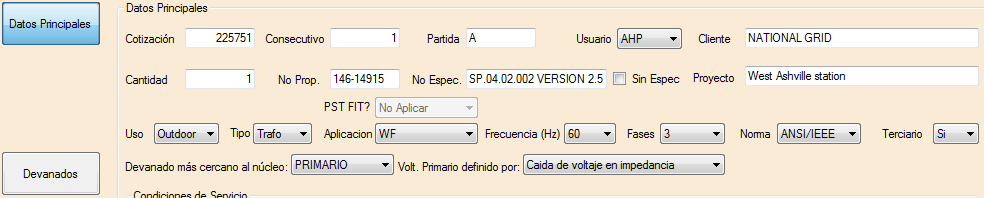 Datos Principales
Datos Principales
Cotización 225751 Consecutivo 1 Partida A Usuario AHP Cliente NATIONAL GRID
Cantidad 1 No Prop. 146-14915 No Espec. SP.04.02.002 VERSION 2.5 Sin Espec Proyecto West Ashville station
PST FIT? No Aplicar
Uso Outdoor Tipo Trafo Aplicacion WF Frecuencia (Hz) 60 Fases 3 Norma ANSI/IEEE Terciario Si
Devanado más cercano al núcleo: PRIMARIO Volt. Primario definido por: Caida de voltaje en impedancia
Devanados
Condiciones de Servicio